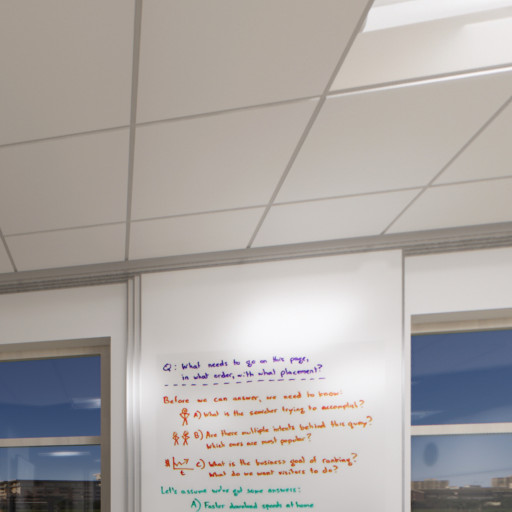 Q: What needs to go on this page,
in what order, with what placement?
Before we can answer, we need to know:
A) What is the searcher trying to accomplish?
B) Are there multiple intents behind this query?
Which ones are most popular?
C) What is the business goal of ranking?
What do we want visitors to do?
Let's assume we've got some answers:
A) Faster download speeds at home